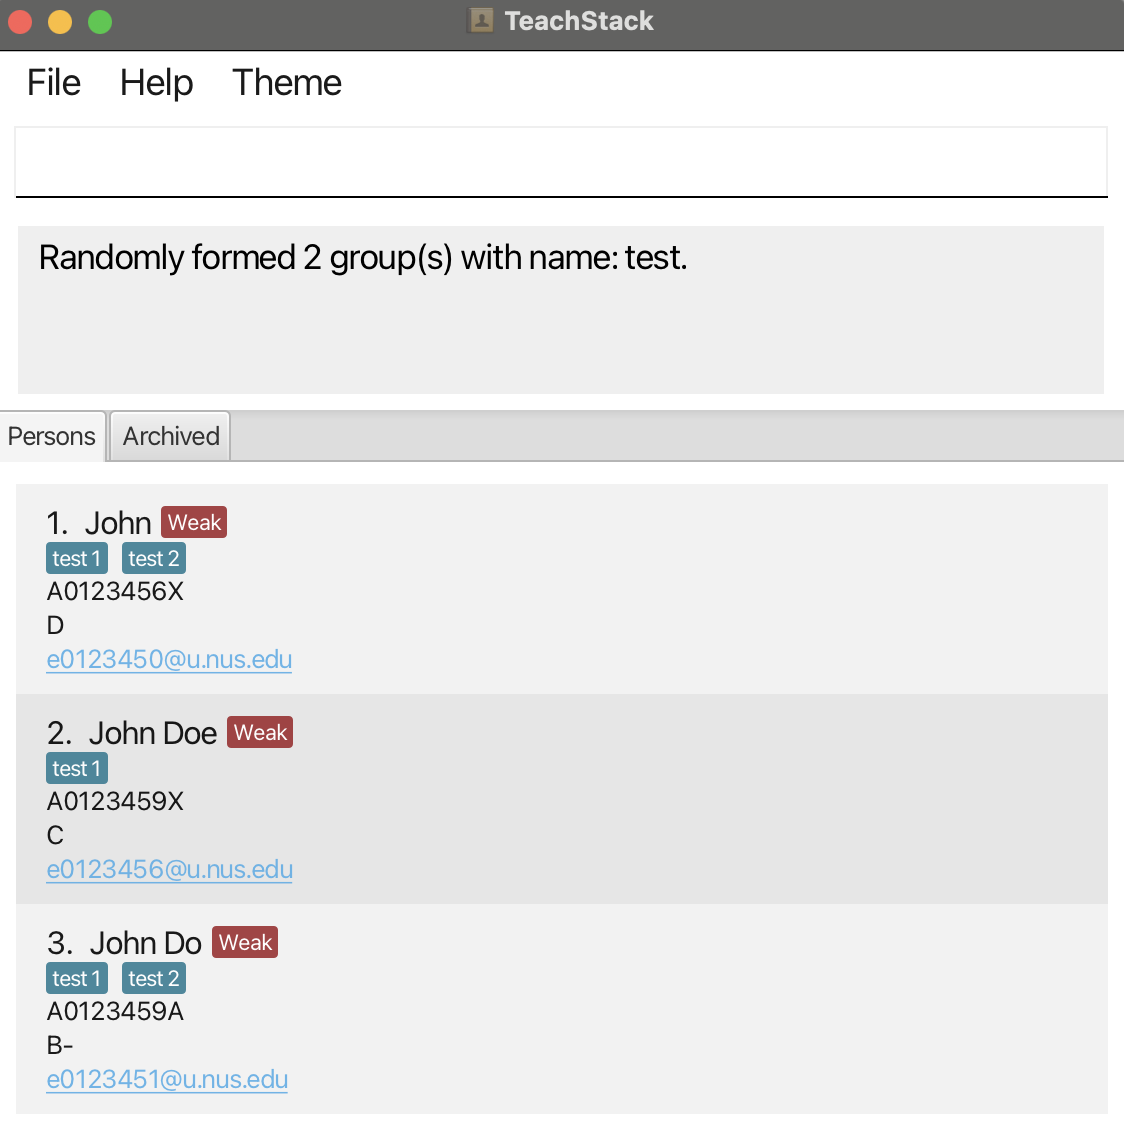 TeachStack
File Help Theme
Randomly formed 2 group(s) with name: test.
Persons Archived
1. John Weak
test 1 test 2
A0123456X
D
e0123450@u.nus.edu
2. John Doe Weak
test 1
A0123459X
C
e0123456@u.nus.edu
3. John Do Weak
test 1 test 2
A0123459A
B-
e0123451@u.nus.edu